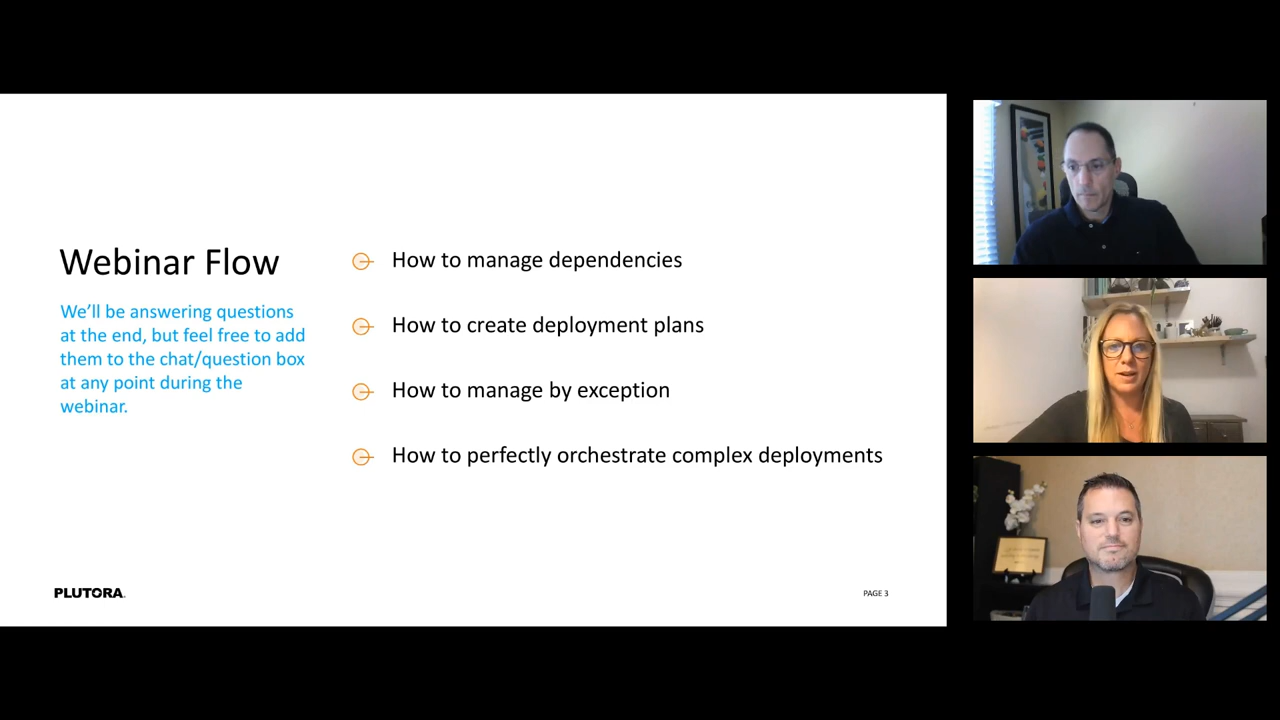 Webinar Flow
We’ll be answering questions
at the end, but feel free to add
them to the chat/question box
at any point during the
webinar.
How to manage dependencies
How to create deployment plans
How to manage by exception
How to perfectly orchestrate complex deployments
PLUTORA
PAGE 3